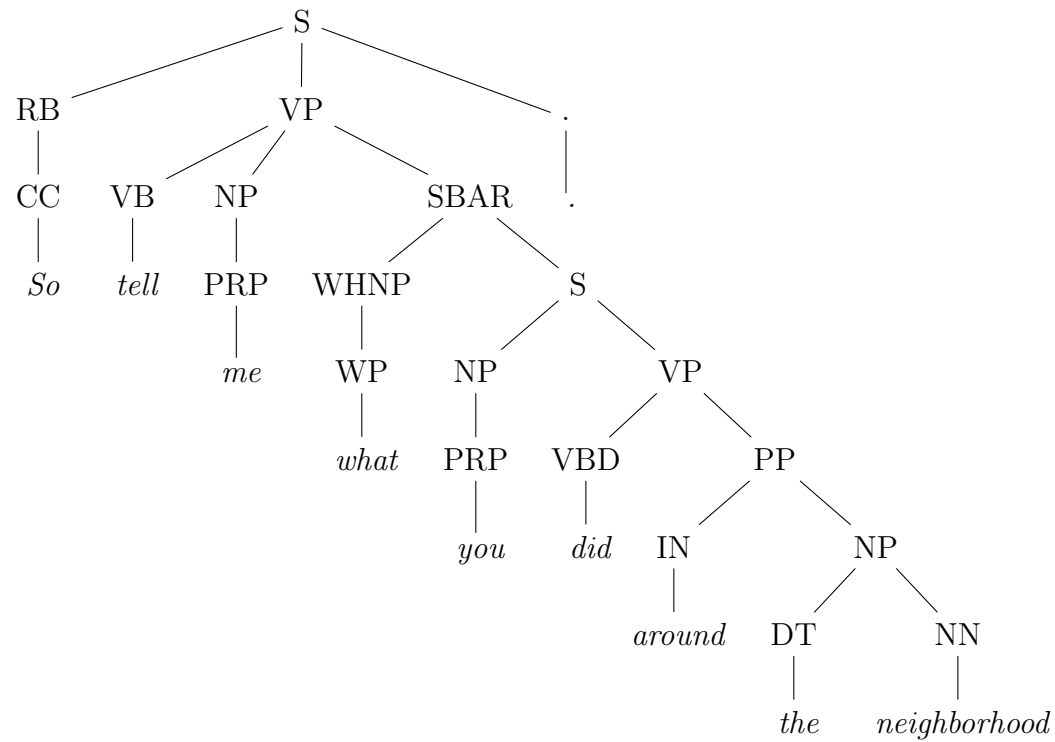 S
RB VP .
CC VB NP SBAR .
So tell PRP WHNP S
me WP NP VP
what PRP VBD PP
you did IN NP
around DT NN
the neighborhood